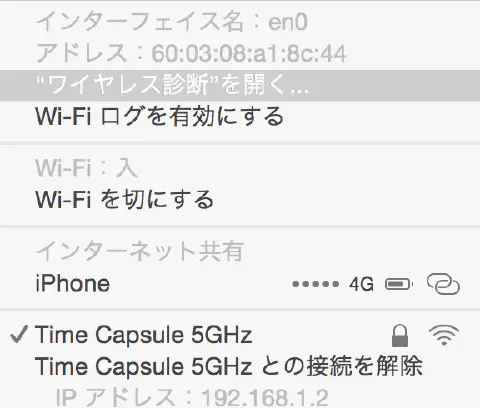 インターフェイス名：en0
アドレス：60:03:08:a1:8c:44
“ワイヤレス診断”を開く...
Wi-Fi ログを有効にする
Wi-Fi：入
Wi-Fi を切にする
インターネット共有
iPhone 4G
Time Capsule 5GHz
Time Capsule 5GHz との接続を解除
IP アドレス：192.168.1.2